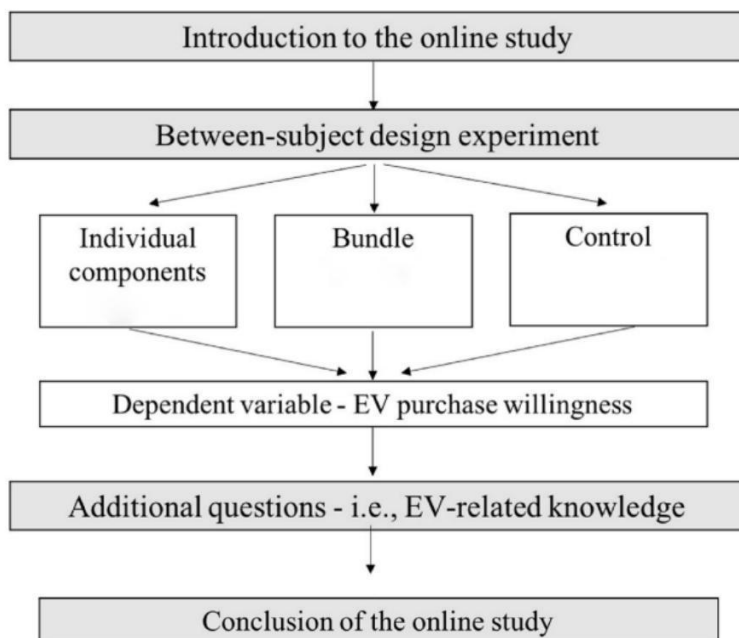 Introduction to the online study
Between-subject design experiment
Individual
components
Bundle
Control
Dependent variable - EV purchase willingness
Additional questions - i.e., EV-related knowledge
Conclusion of the online study